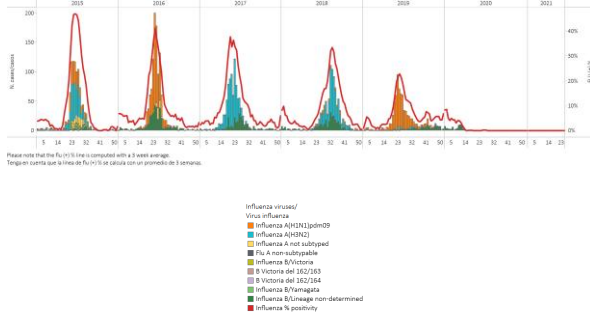 2015 2016 2017 2018 2019 2020 2021
200
150
100
50
0
N. cases/casos
40%
30%
20%
10%
0%
5 14 23 32 41 50 5 14 23 32 41 50 5 14 23 32 41 50 5 14 23 32 41 50 5 14 23 32 41 50 5 14 23 32 41 50 5 14 23
Please note that the flu (+) % line is computed with a 3 week average.
Tenga en cuenta que la línea de flu (+) % se calcula con un promedio de 3 semanas.
Influenza viruses/
Virus influenza
Influenza A(H1N1)pdm09
Influenza A(H3N2)
Influenza A not subtyped
Flu A non-subtypable
Influenza B/Victoria
B Victoria del 162/163
B Victoria del 162/164
Influenza B/Yamagata
Influenza B/Lineage non-determined
Influenza % positivity